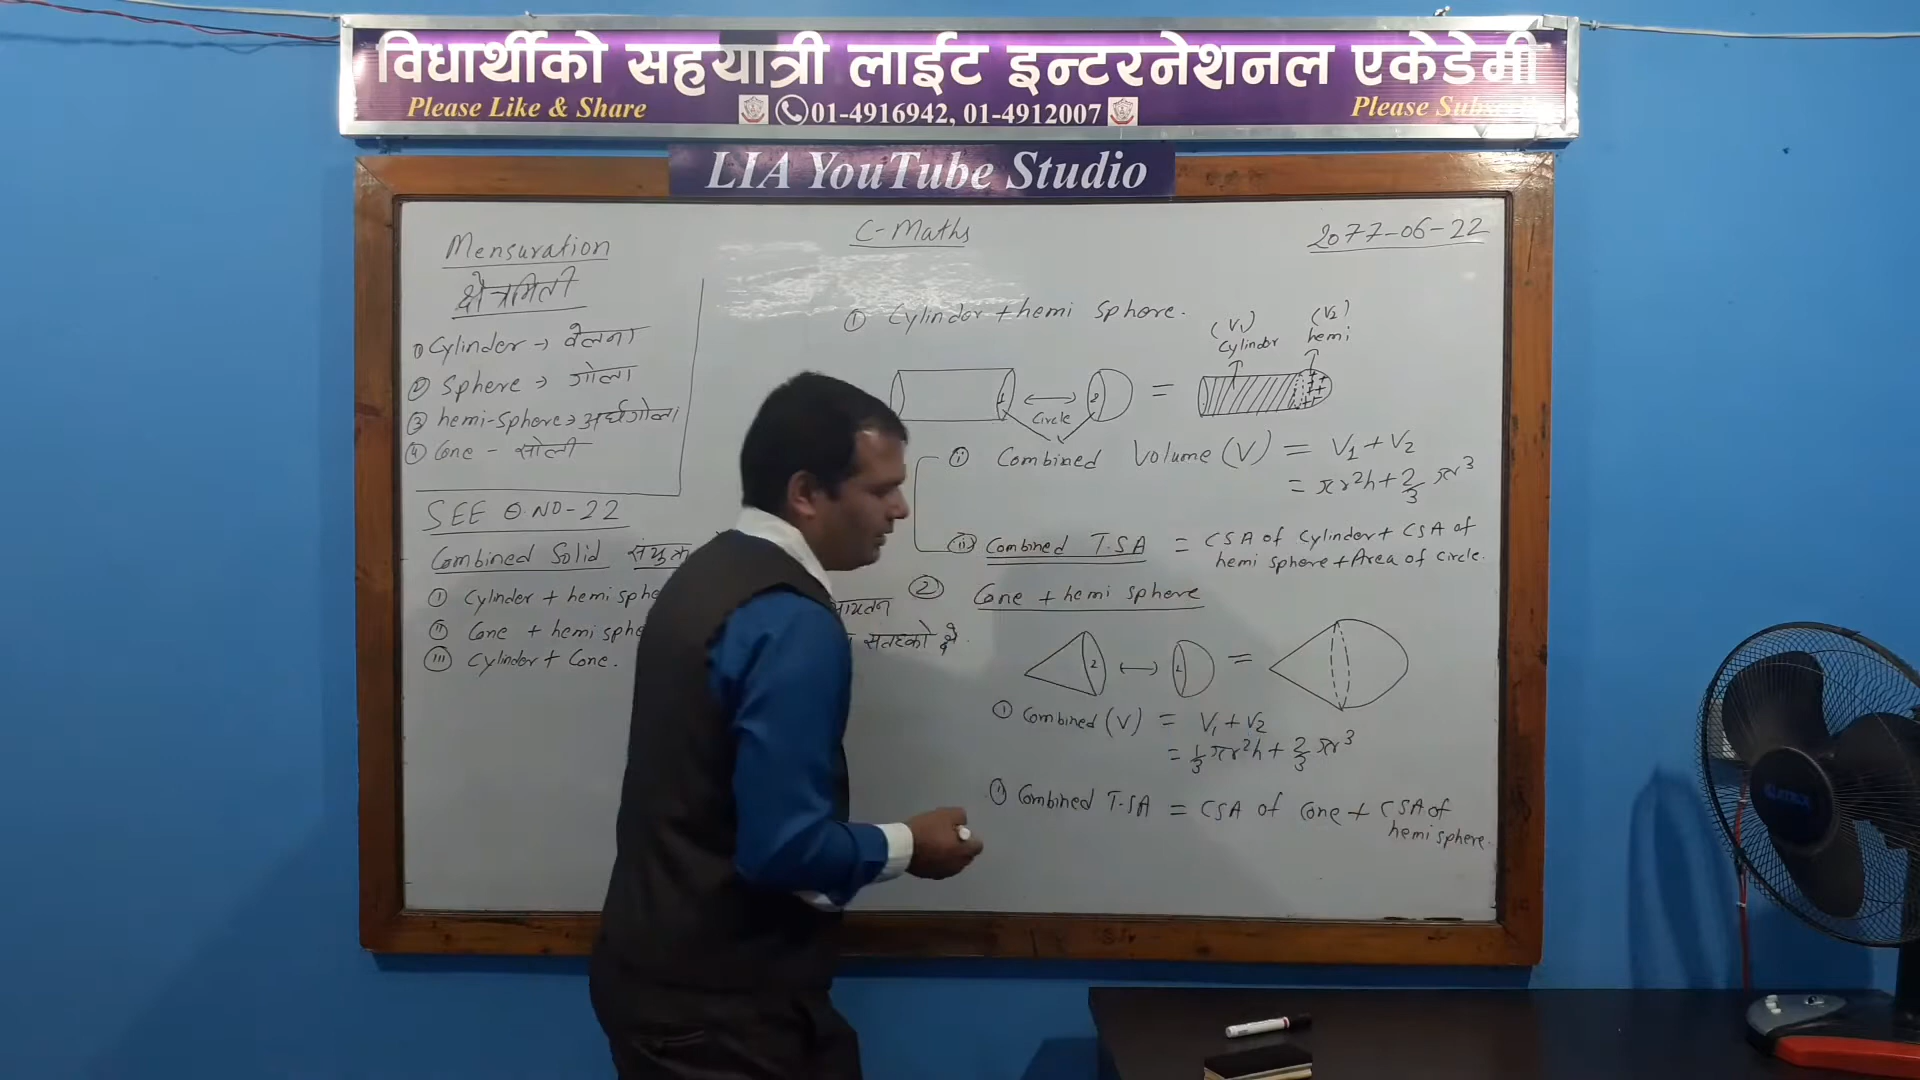 विधार्थीको सहयात्री लाईट इन्टरनेशनल एकेडेमी
Please Like & Share 01-4916942, 01-4912007 Please
LIA YouTube Studio
C-Maths
2077-06-22
Mensuration
क्षेत्रमिती
① Cylinder → वेलना
② Sphere → गोला
③ hemi-sphere → अर्धगोला
④ Cone - सोली
SEE Q.NO-22
Combined Solid संयुक्त
① Cylinder + hemi sphe
⑪ Cone + hemi sphe
⑪⑪ Cylinder + Cone.
सतहको क्षे.
① Cylinder + hemi sphere.
(V₁) Cylinder
(V₂) hemi
1 ↔ 2 =
Circle
ⓘ Combined Volume (V) = V₁ + V₂
= πr²h + 2/3 πr³
ⓘⓘ Combined T.S.A = CSA of Cylinder + CSA of
hemi sphere + Area of Circle.
② Cone + hemi sphere
2 ↔ 1 =
① Combined (V) = V₁ + V₂
= 1/3 πr²h + 2/3 πr³
Combined T.S.A = CSA of Cone + CSA of
hemi sphere.